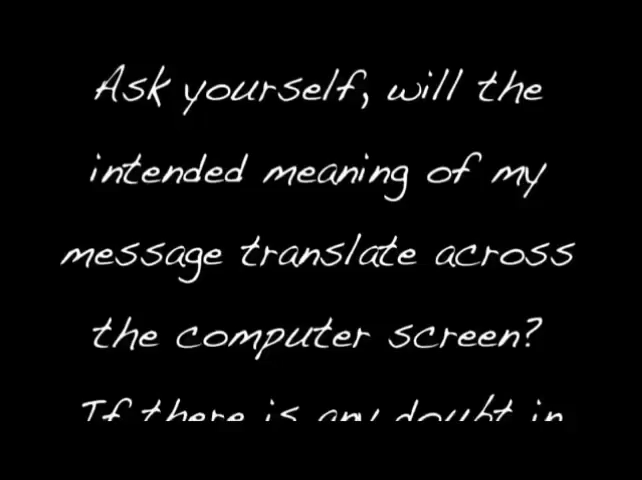 Ask yourself, will the
intended meaning of my
message translate across
the computer screen?
If there is any doubt in